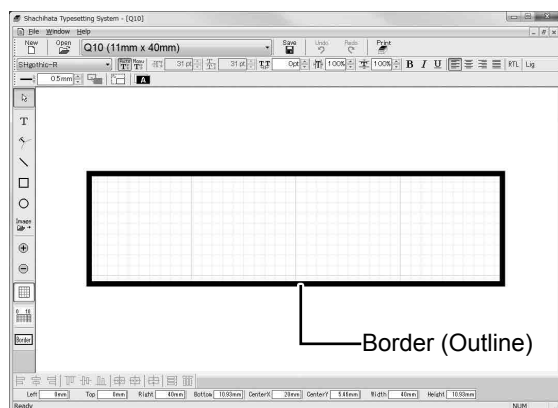 Shachihata Typesetting System - [Q10]
File Window Help
New Open Q10 (11mm x 40mm) Save Undo Redo Print
SHgothic-R 31 pt 31 pt 0pt 100% 100% B I U RTL Lig
0.5mm A
T
Image
0 10
Border
Border (Outline)
Left 0mm Top 0mm Right 40mm Bottom 10.93mm CenterX 20mm CenterY 5.46mm Width 40mm Height 10.93mm
Ready NUM